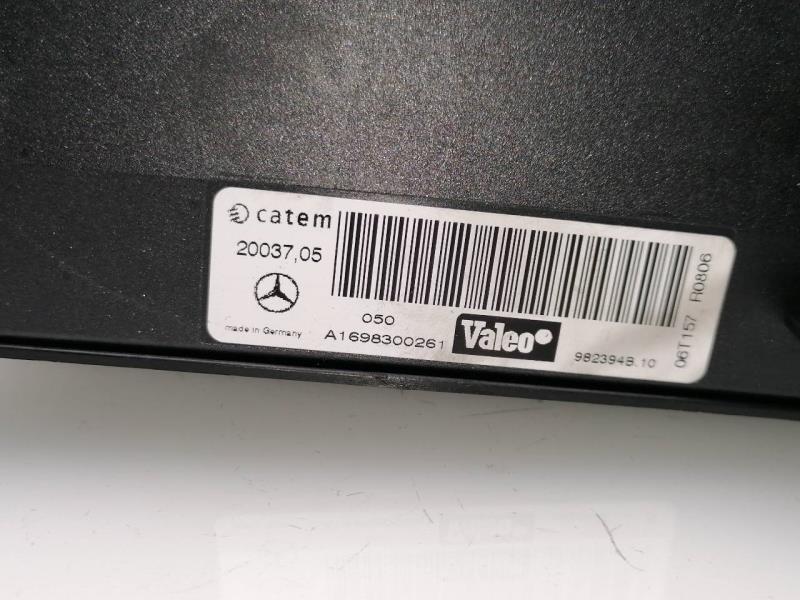 catem
20037,05
made in Germany
050
A1698300261
Valeo
982394B.10
06T157 R0806